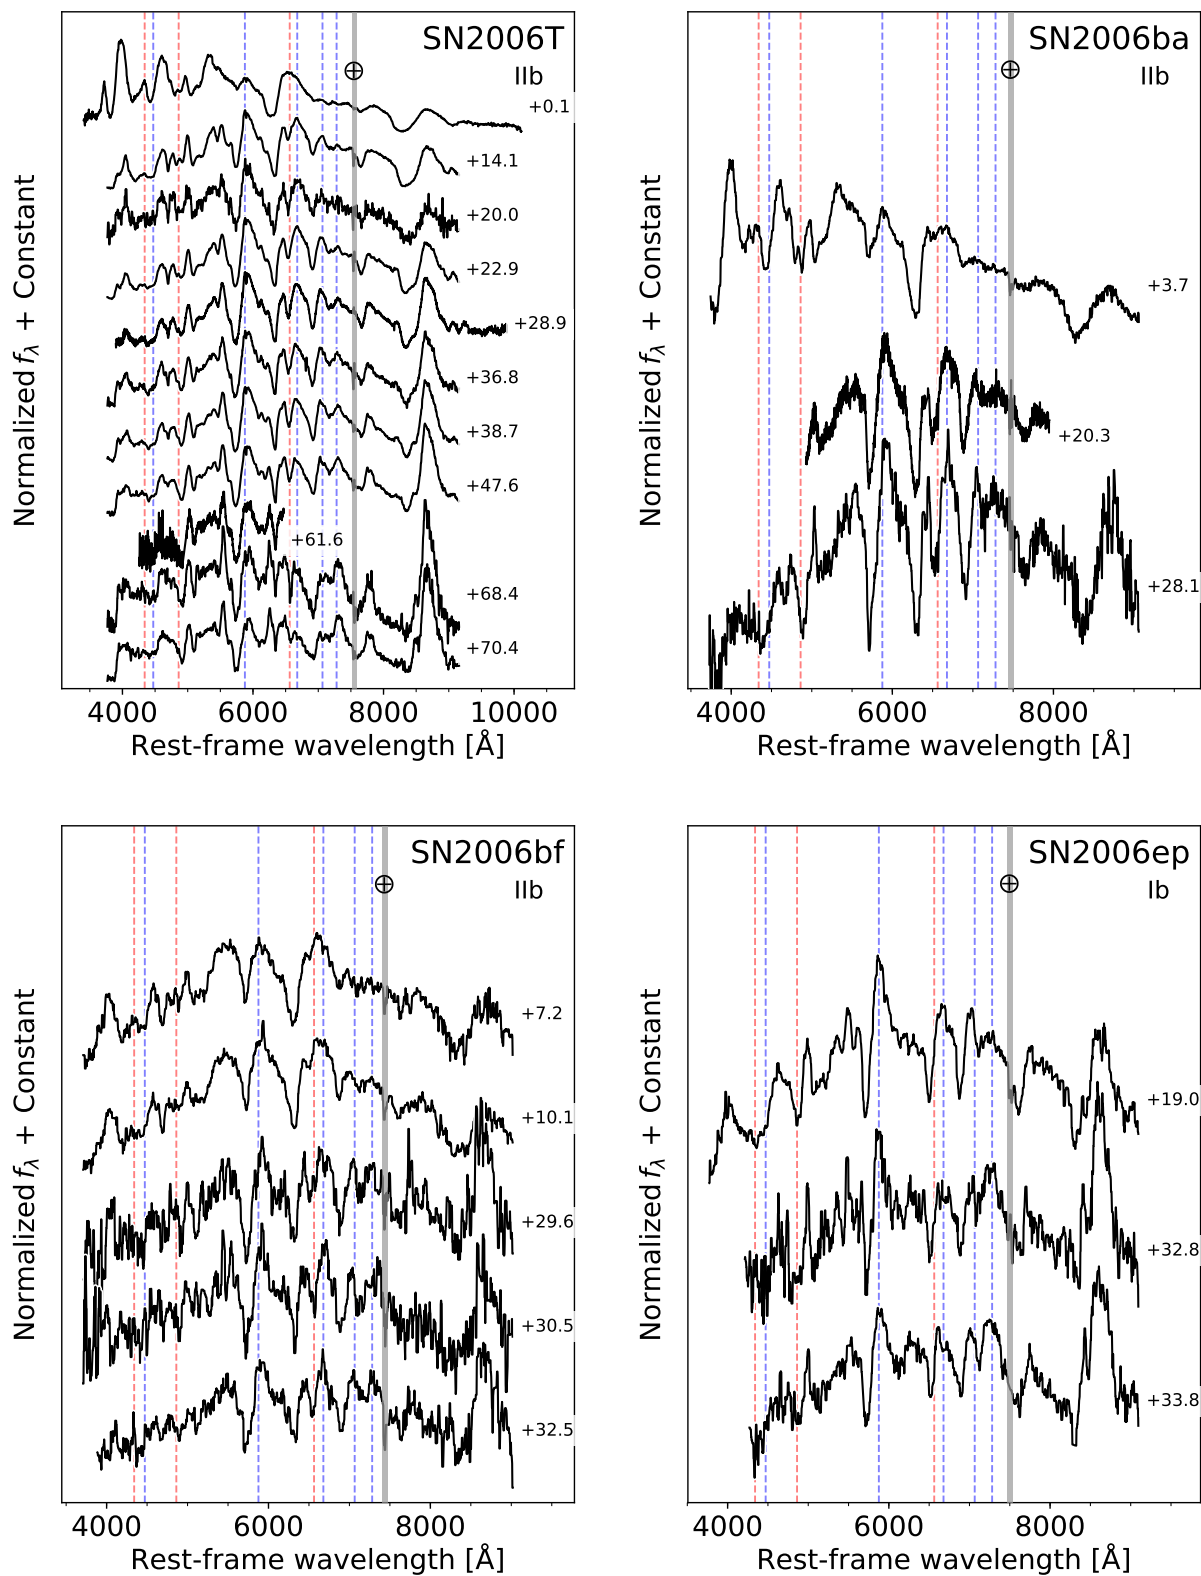 SN2006T
IIb
⊕
+0.1
+14.1
+20.0
+22.9
+28.9
+36.8
+38.7
+47.6
+61.6
+68.4
+70.4
Normalized fλ + Constant
4000 6000 8000 10000
Rest-frame wavelength [Å]
SN2006ba
IIb
⊕
+3.7
+20.3
+28.1
Normalized fλ + Constant
4000 6000 8000
Rest-frame wavelength [Å]
SN2006bf
IIb
⊕
+7.2
+10.1
+29.6
+30.5
+32.5
Normalized fλ + Constant
4000 6000 8000
Rest-frame wavelength [Å]
SN2006ep
Ib
⊕
+19.0
+32.8
+33.8
Normalized fλ + Constant
4000 6000 8000
Rest-frame wavelength [Å]